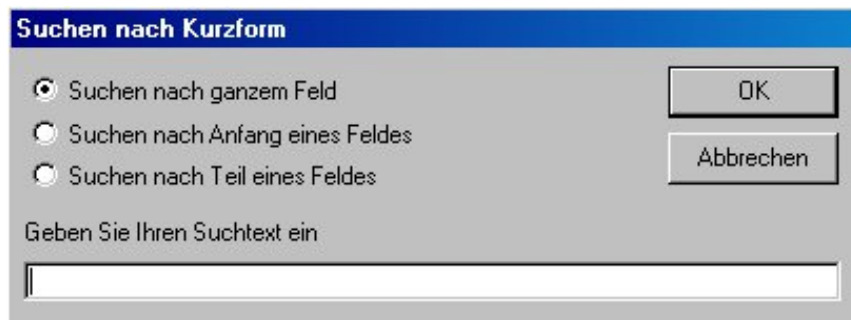 Suchen nach Kurzform
Suchen nach ganzem Feld
OK
Suchen nach Anfang eines Feldes
Abbrechen
Suchen nach Teil eines Feldes
Geben Sie Ihren Suchtext ein